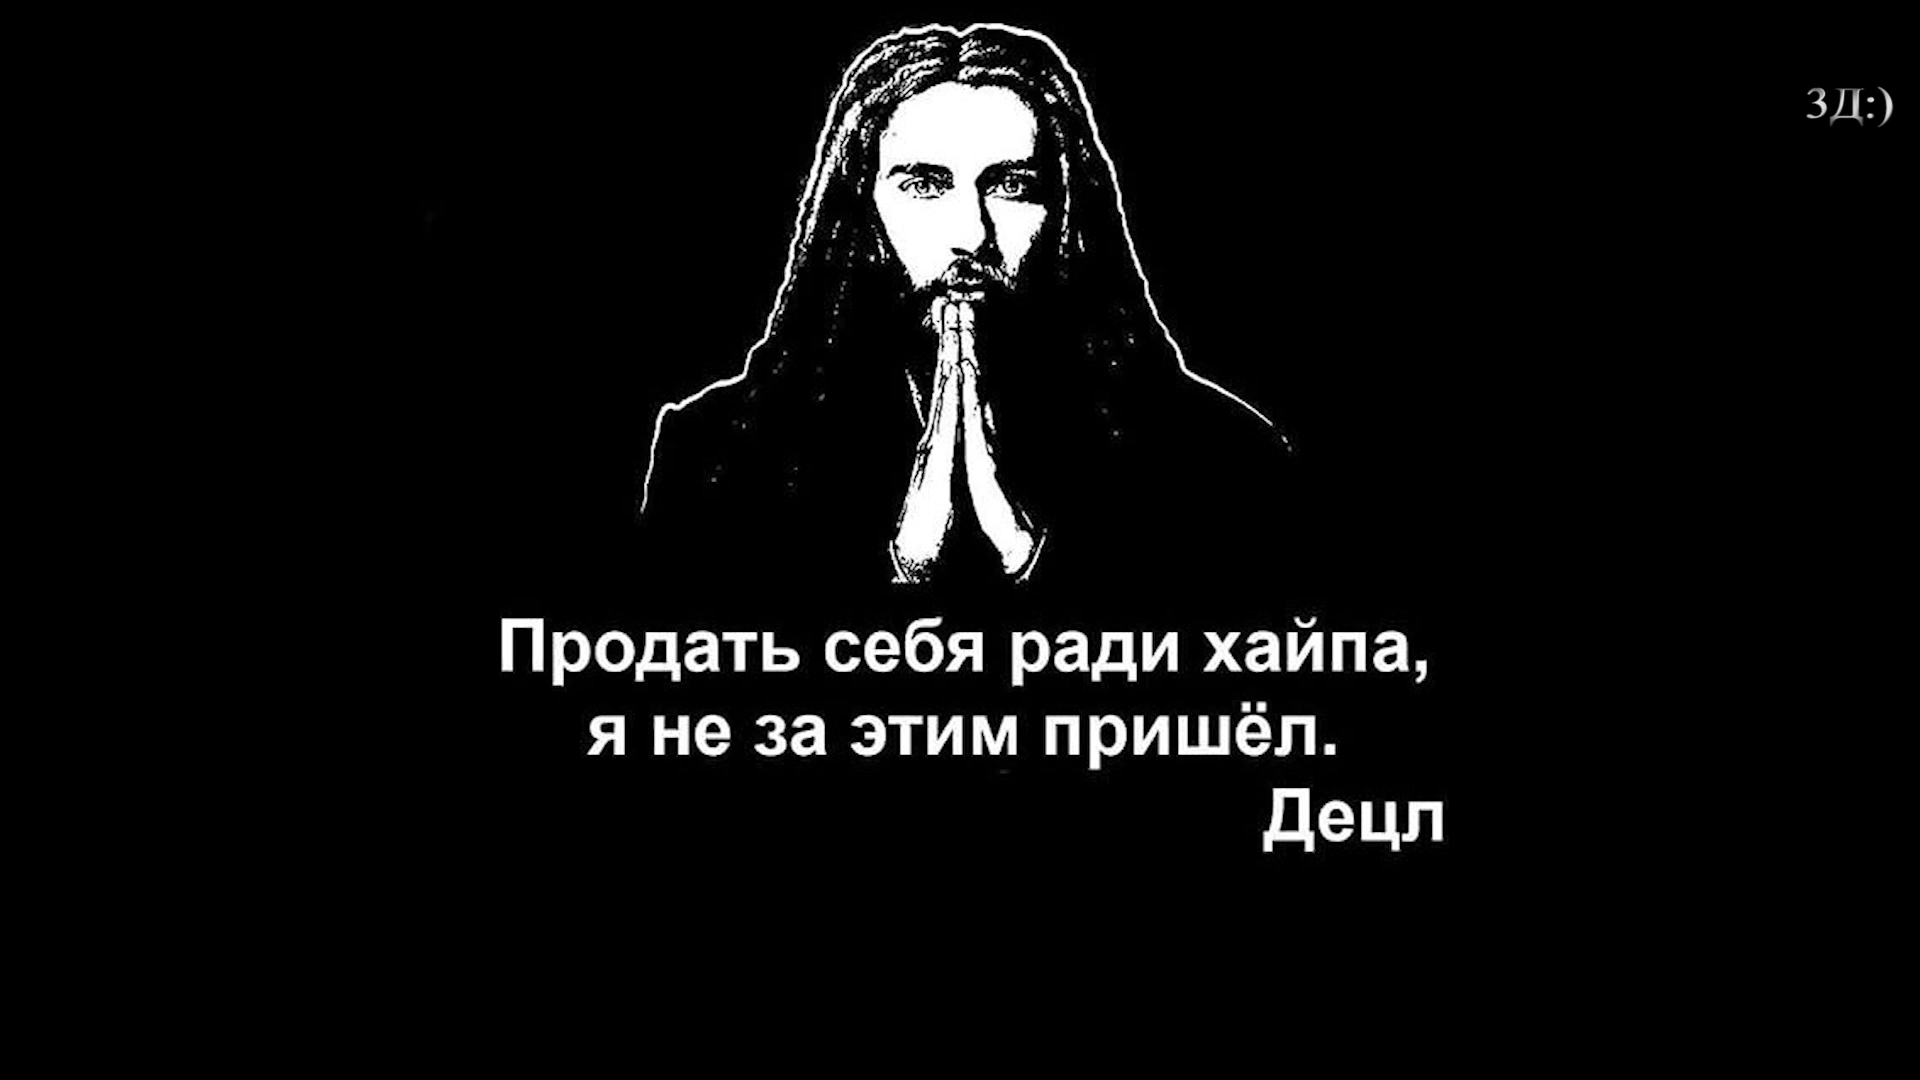 ЗД:)
Продать себя ради хайпа,
я не за этим пришёл.
Децл